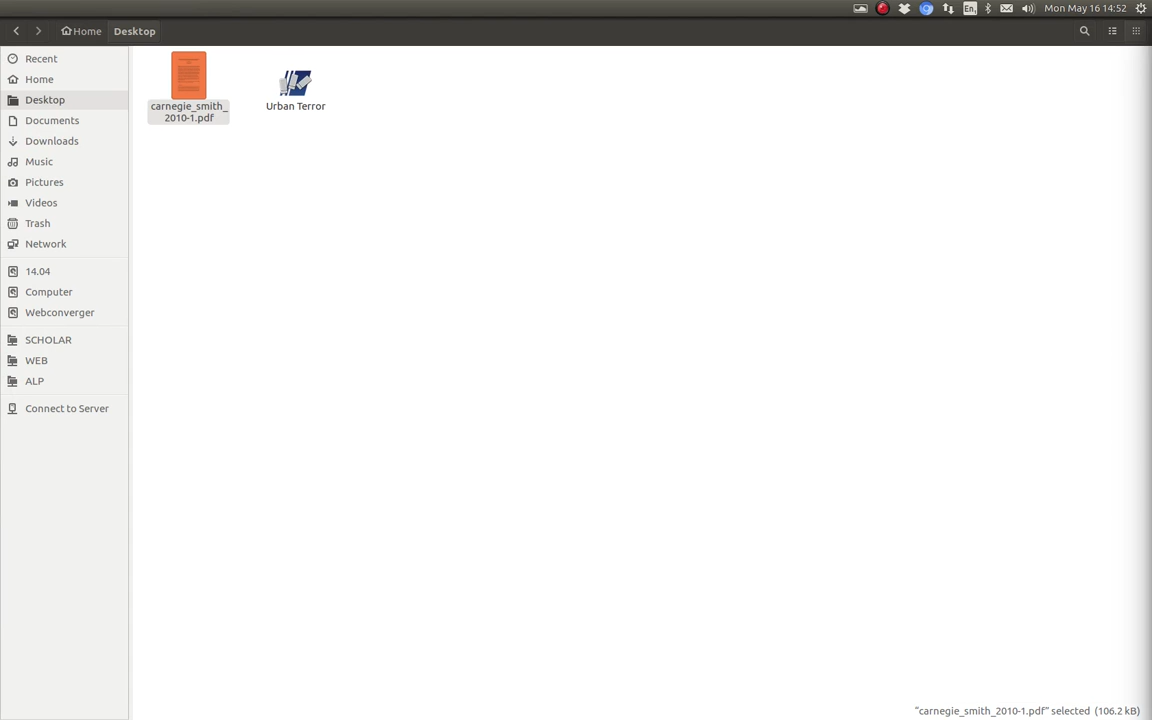 En₁
Mon May 16 14:52
Home
Desktop
Recent
Home
Desktop
Documents
Downloads
Music
Pictures
Videos
Trash
Network
14.04
Computer
Webconverger
SCHOLAR
WEB
ALP
Connect to Server
carnegie_smith_
2010-1.pdf
Urban Terror
"carnegie_smith_2010-1.pdf" selected (106.2 kB)